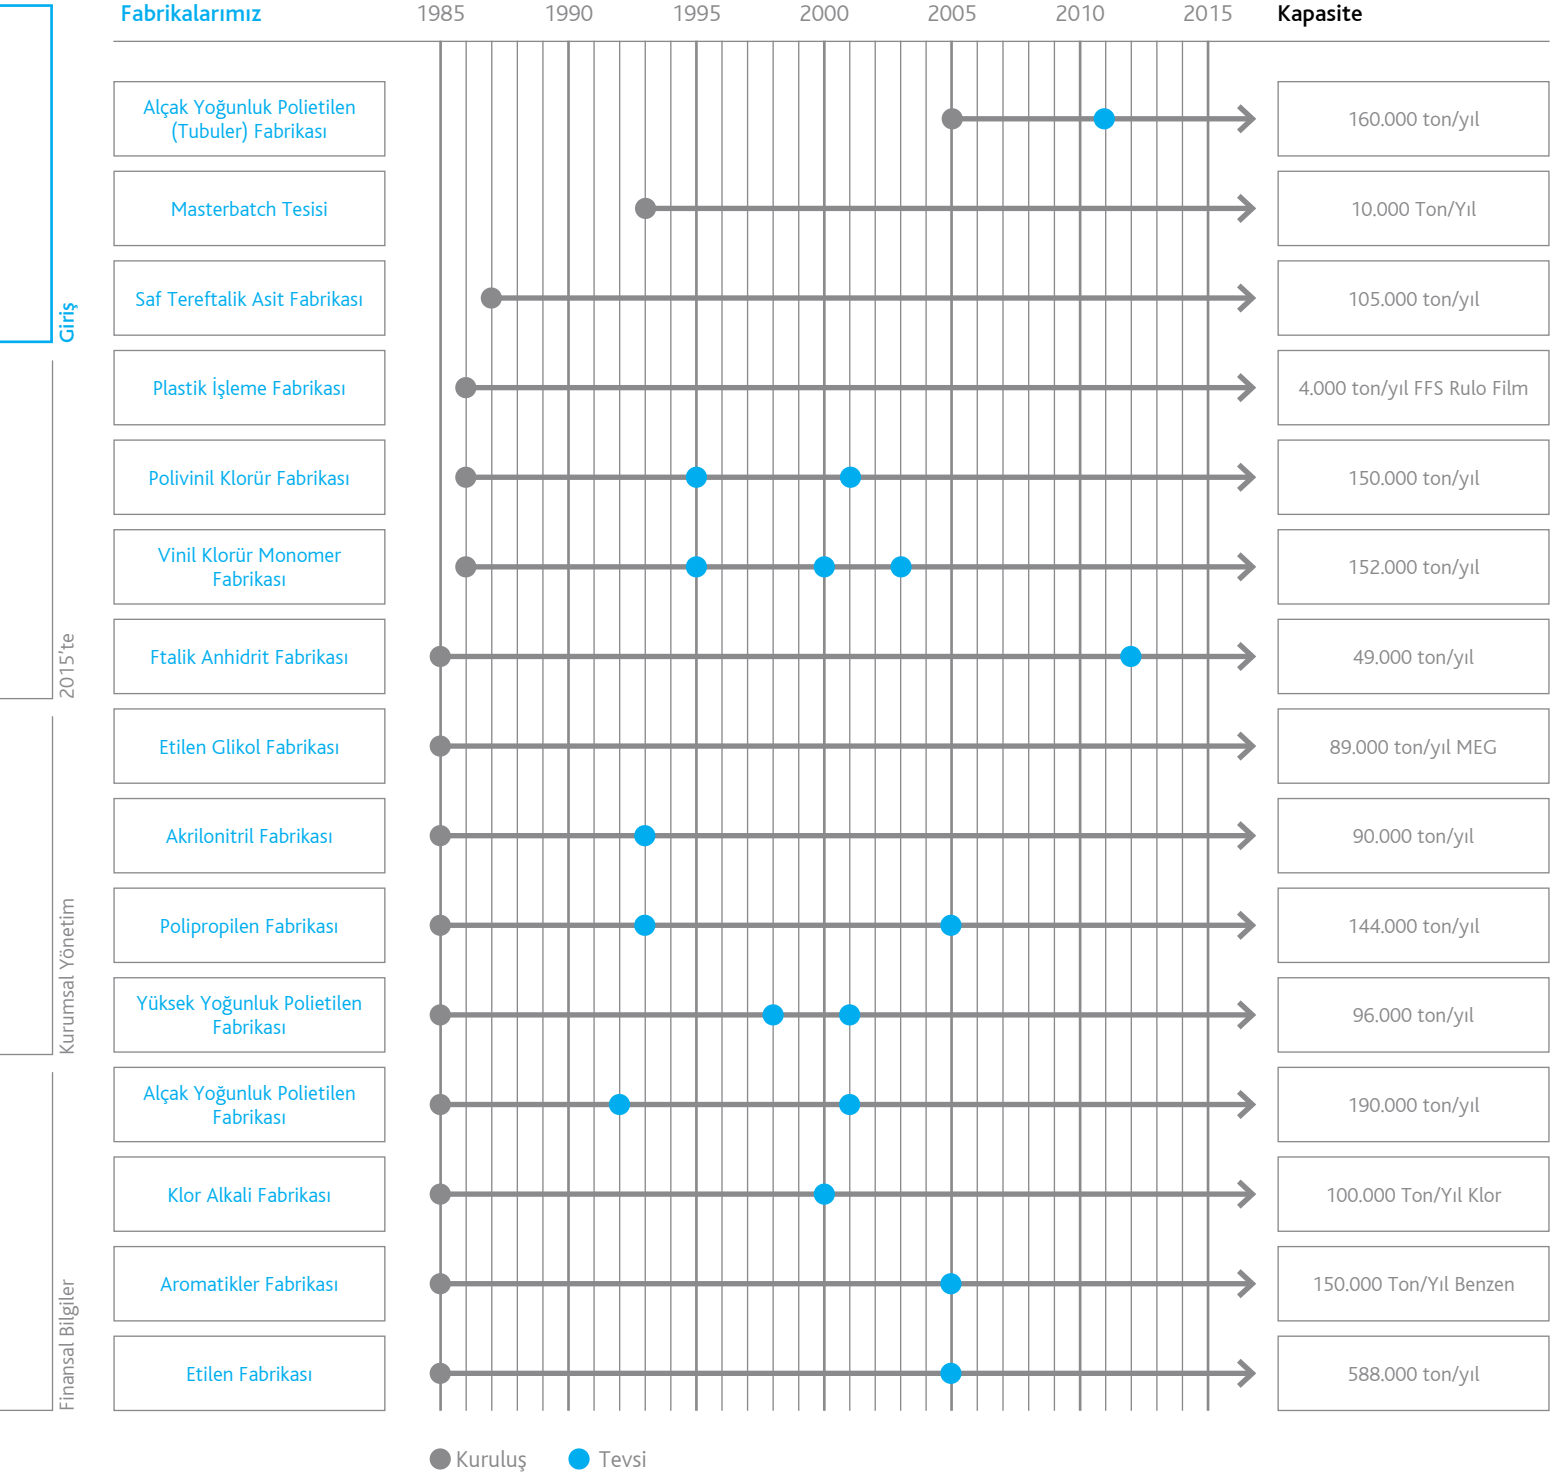 Fabrikalarımız 1985 1990 1995 2000 2005 2010 2015 Kapasite
Alçak Yoğunluk Polietilen
(Tubuler) Fabrikası
160.000 ton/yıl
Masterbatch Tesisi
10.000 Ton/Yıl
Saf Tereftalik Asit Fabrikası
105.000 ton/yıl
Plastik İşleme Fabrikası
4.000 ton/yıl FFS Rulo Film
Polivinil Klorür Fabrikası
150.000 ton/yıl
Vinil Klorür Monomer
Fabrikası
152.000 ton/yıl
Ftalik Anhidrit Fabrikası
49.000 ton/yıl
Etilen Glikol Fabrikası
89.000 ton/yıl MEG
Akrilonitril Fabrikası
90.000 ton/yıl
Polipropilen Fabrikası
144.000 ton/yıl
Yüksek Yoğunluk Polietilen
Fabrikası
96.000 ton/yıl
Alçak Yoğunluk Polietilen
Fabrikası
190.000 ton/yıl
Klor Alkali Fabrikası
100.000 Ton/Yıl Klor
Aromatikler Fabrikası
150.000 Ton/Yıl Benzen
Etilen Fabrikası
588.000 ton/yıl
Kuruluş Tevsi
Giriş
2015'te
Kurumsal Yönetim
Finansal Bilgiler